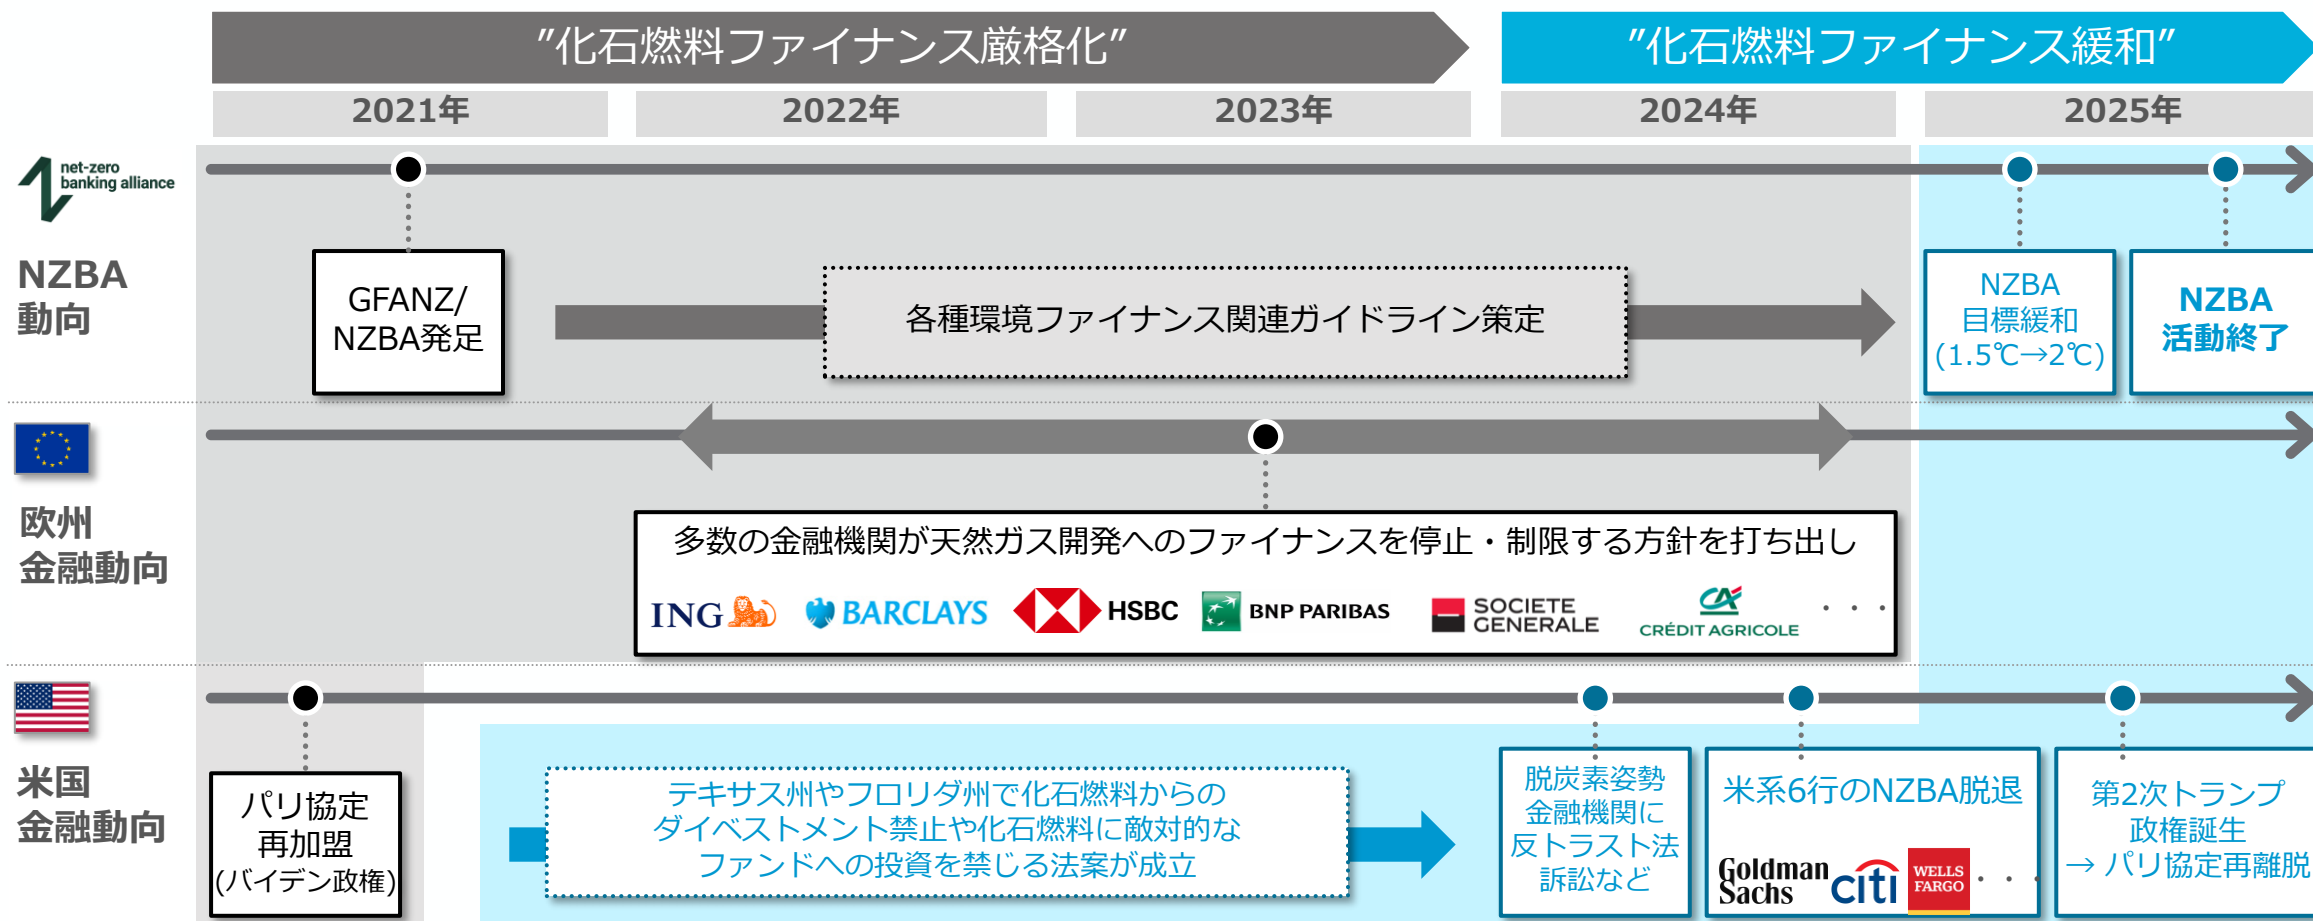 ”化石燃料ファイナンス厳格化”
”化石燃料ファイナンス緩和”
2021年
2022年
2023年
2024年
2025年
net-zero
banking alliance
NZBA
動向
GFANZ/
NZBA発足
各種環境ファイナンス関連ガイドライン策定
NZBA
目標緩和
(1.5℃→2℃)
NZBA
活動終了
欧州
金融動向
多数の金融機関が天然ガス開発へのファイナンスを停止・制限する方針を打ち出し
ING
BARCLAYS
HSBC
BNP PARIBAS
SOCIETE
GENERALE
CRÉDIT AGRICOLE
・・・
米国
金融動向
パリ協定
再加盟
(バイデン政権)
テキサス州やフロリダ州で化石燃料からの
ダイベストメント禁止や化石燃料に敵対的な
ファンドへの投資を禁じる法案が成立
脱炭素姿勢
金融機関に
反トラスト法
訴訟など
米系6行のNZBA脱退
Goldman
Sachs
citi
WELLS
FARGO
・・・
第2次トランプ
政権誕生
→ パリ協定再離脱